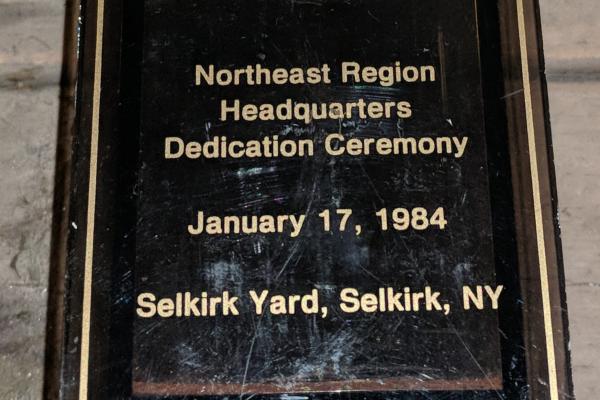 Northeast Region
Headquarters
Dedication Ceremony
January 17, 1984
Selkirk Yard, Selkirk, NY